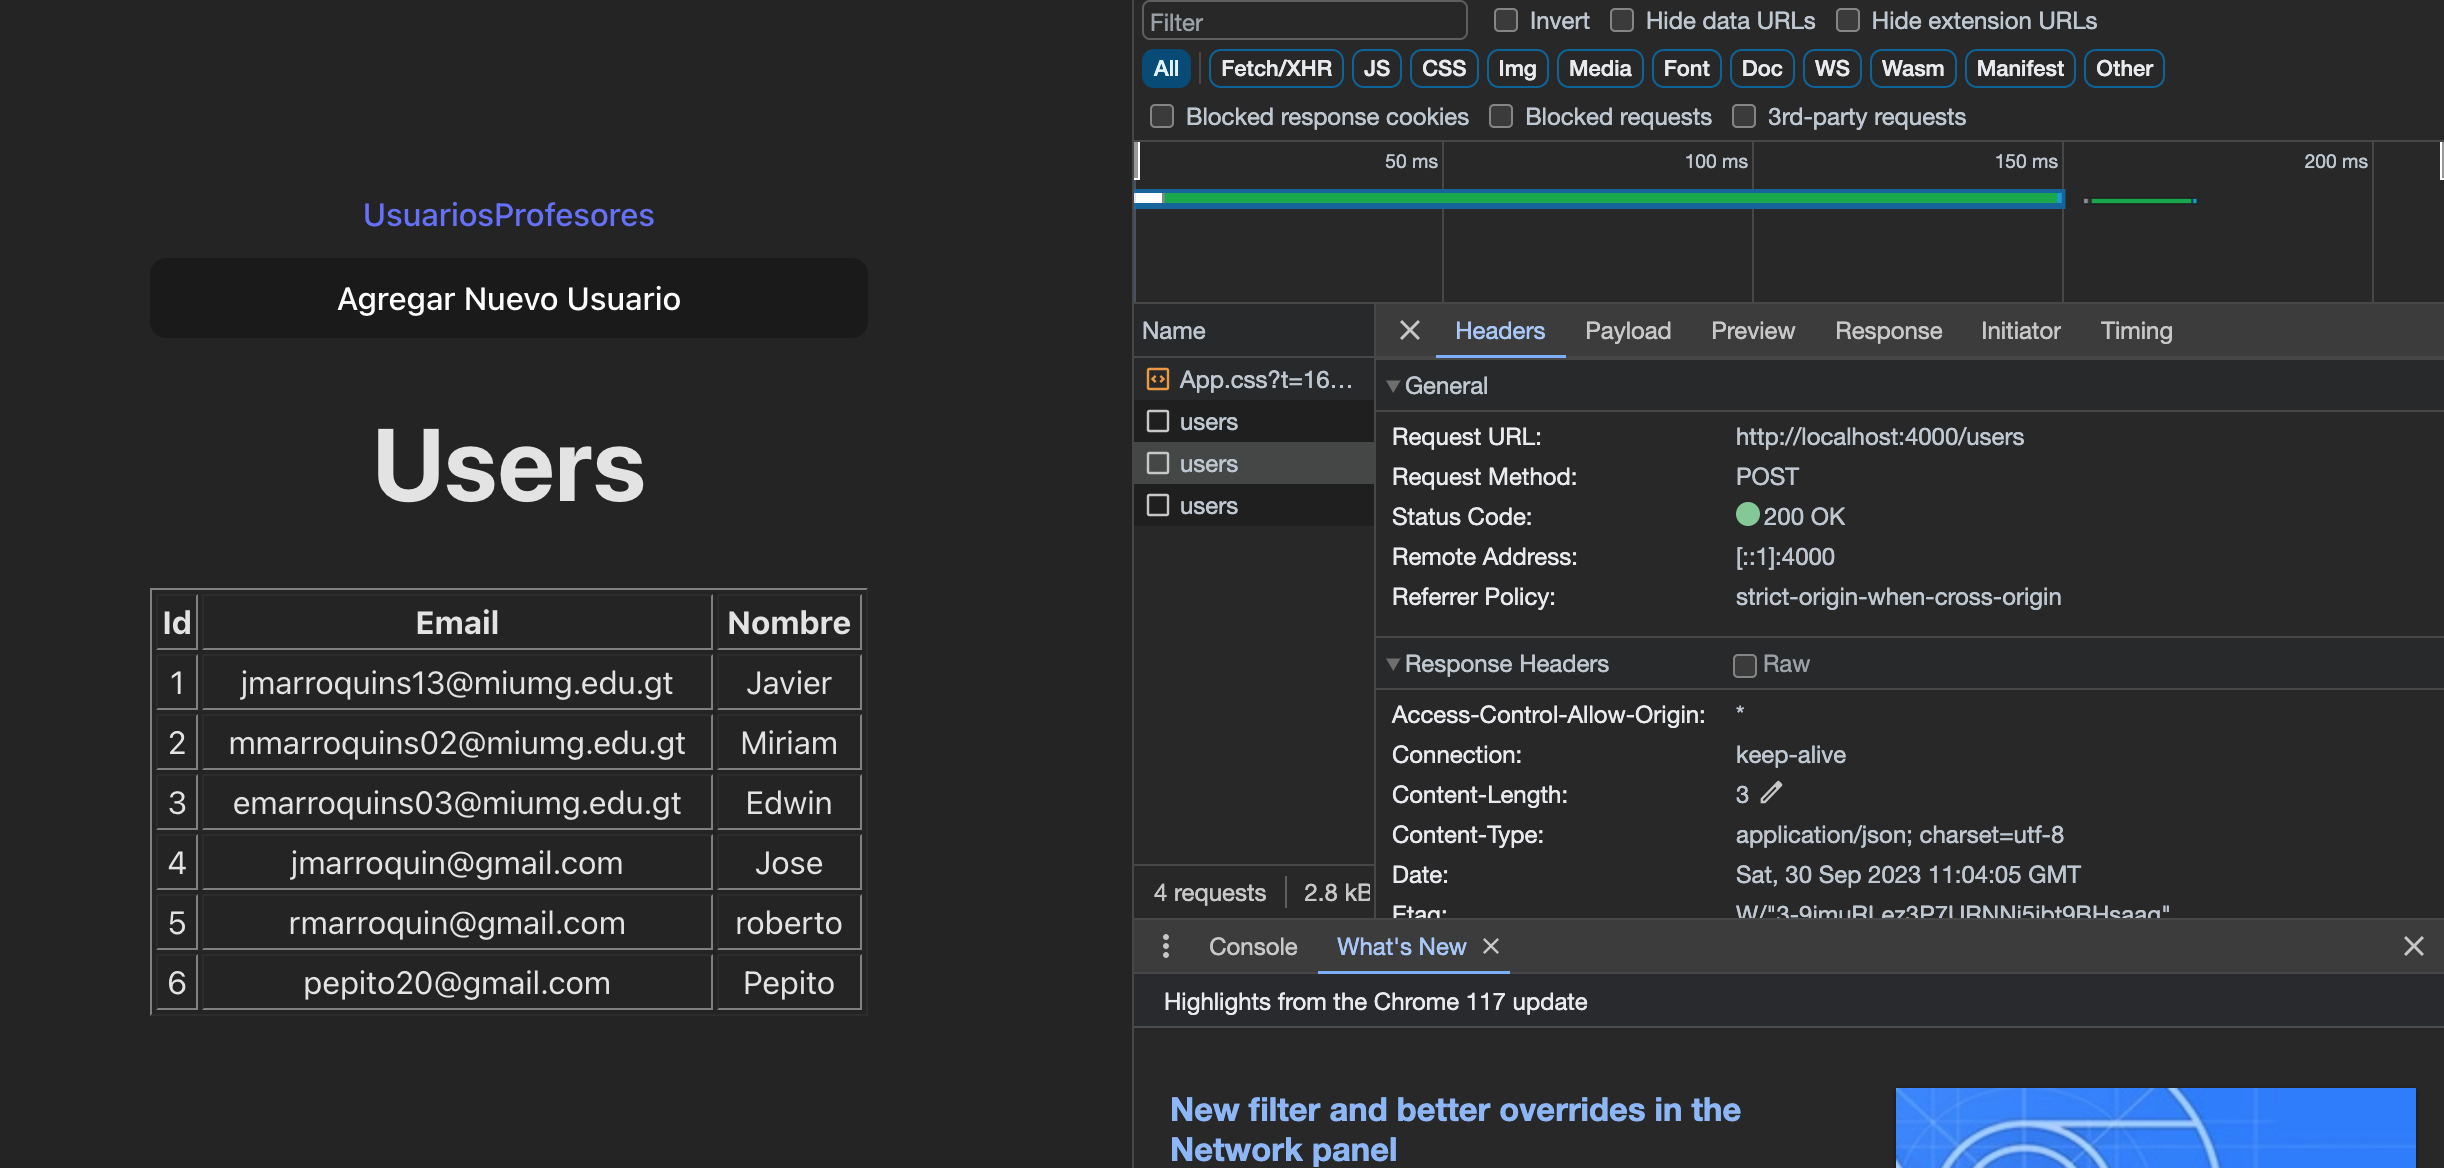 UsuariosProfesores
Agregar Nuevo Usuario
Users
Id Email Nombre
1 jmarroquins13@miumg.edu.gt Javier
2 mmarroquins02@miumg.edu.gt Miriam
3 emarroquins03@miumg.edu.gt Edwin
4 jmarroquin@gmail.com Jose
5 rmarroquin@gmail.com roberto
6 pepito20@gmail.com Pepito
Filter Invert Hide data URLs Hide extension URLs
All Fetch/XHR JS CSS Img Media Font Doc WS Wasm Manifest Other
Blocked response cookies Blocked requests 3rd-party requests
50 ms 100 ms 150 ms 200 ms
Name
App.css?t=16...
users
users
users
4 requests 2.8 kB
Headers Payload Preview Response Initiator Timing
General
Request URL: http://localhost:4000/users
Request Method: POST
Status Code: 200 OK
Remote Address: [::1]:4000
Referrer Policy: strict-origin-when-cross-origin
Response Headers Raw
Access-Control-Allow-Origin: *
Connection: keep-alive
Content-Length: 3
Content-Type: application/json; charset=utf-8
Date: Sat, 30 Sep 2023 11:04:05 GMT
Etag:
Console What's New
Highlights from the Chrome 117 update
New filter and better overrides in the
Network panel